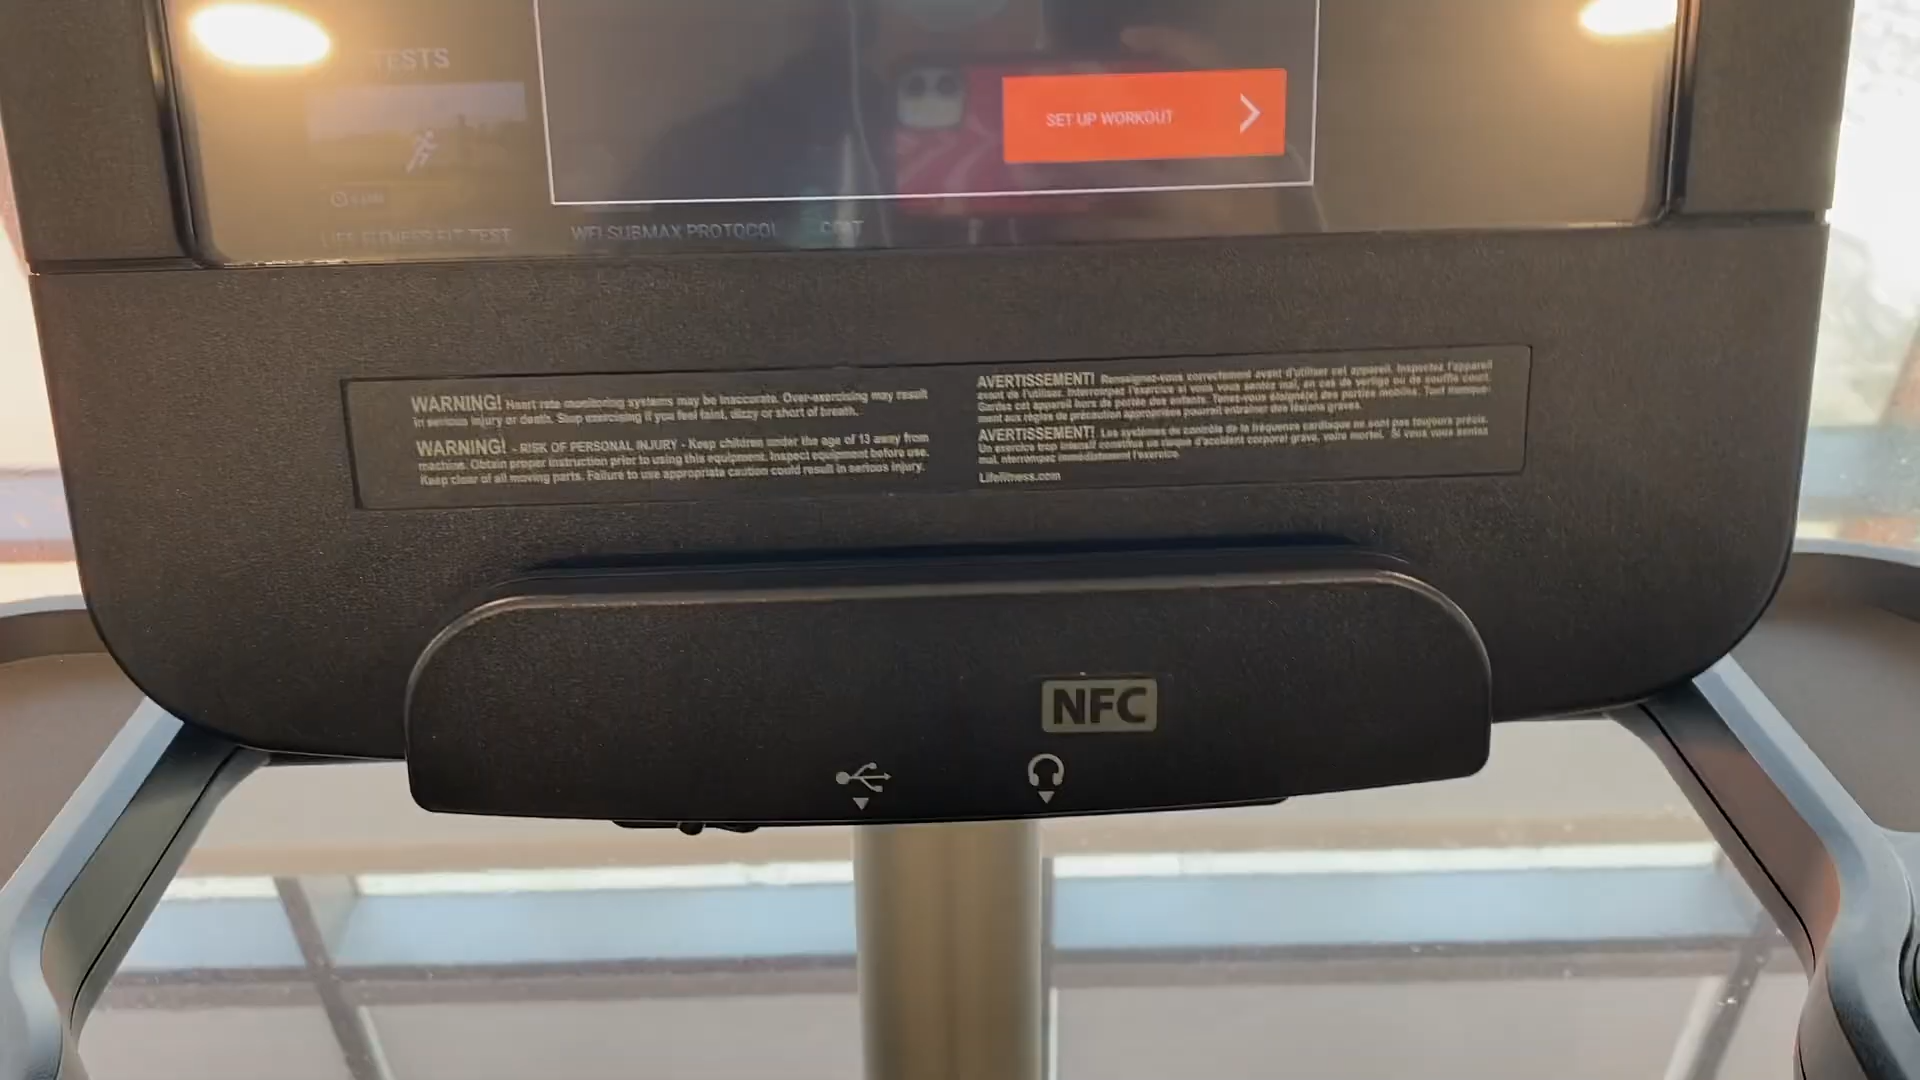 TESTS
SET UP WORKOUT
LIFE FITNESS FIT TEST
WFI SUBMAX PROTOCOL
WARNING! Heart rate monitoring systems may be inaccurate. Over-exercising may result
in serious injury or death. Stop exercising if you feel faint, dizzy or short of breath.
WARNING! - RISK OF PERSONAL INJURY - Keep children under the age of 13 away from
machine. Obtain proper instruction prior to using this equipment. Inspect equipment before use.
Keep clear of all moving parts. Failure to use appropriate caution could result in serious injury.
AVERTISSEMENT! Renseignez-vous correctement avant d'utiliser cet appareil. Inspectez l'appareil
avant de l'utiliser. Interrompez l'exercice si vous vous sentez mal, en cas de vertige ou de souffle court.
Gardez cet appareil hors de portée des enfants. Tenez-vous éloigné(e) des parties mobiles. Tout manque-
ment aux règles de précaution appropriées pourrait entraîner des lésions graves.
AVERTISSEMENT! Les systèmes de contrôle de la fréquence cardiaque ne sont pas toujours précis.
Un exercice trop intensif constitue un risque d'accident corporel grave, voire mortel. Si vous vous sentez
mal, interrompez immédiatement l'exercice.
Lifefitness.com
NFC